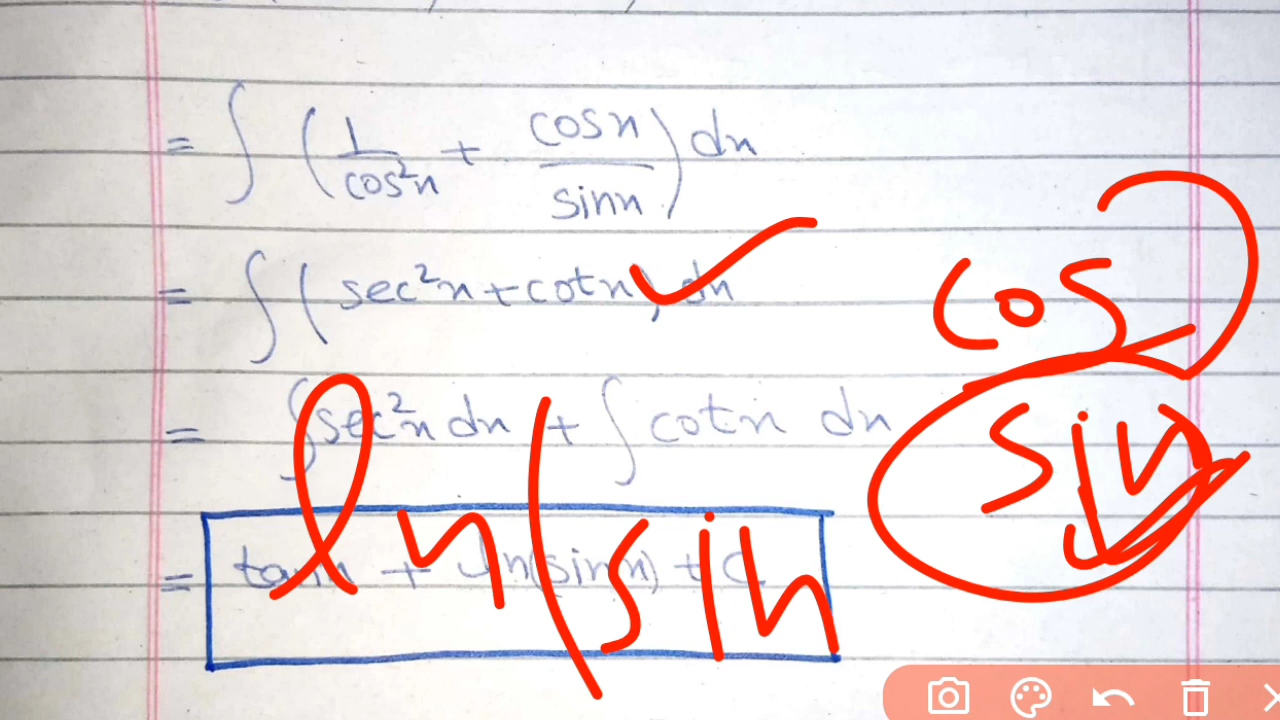 = ∫ (1/cos²x + cosx/sinx) dx
= ∫ (sec²x + cotx) dx
cos
= ∫ sec²x dx + ∫ cotx dx
sin
= tanx + ln(sinx) + C
ln|sin